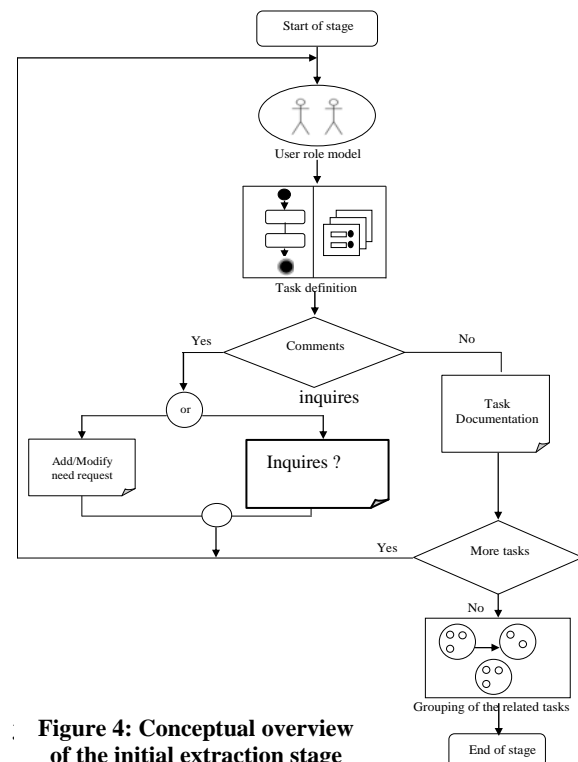 Start of stage
User role model
Task definition
Yes
Comments
No
inquires
or
Task
Documentation
Add/Modify
need request
Inquires ?
Yes
More tasks
No
Grouping of the related tasks
Figure 4: Conceptual overview
of the initial extraction stage
End of stage